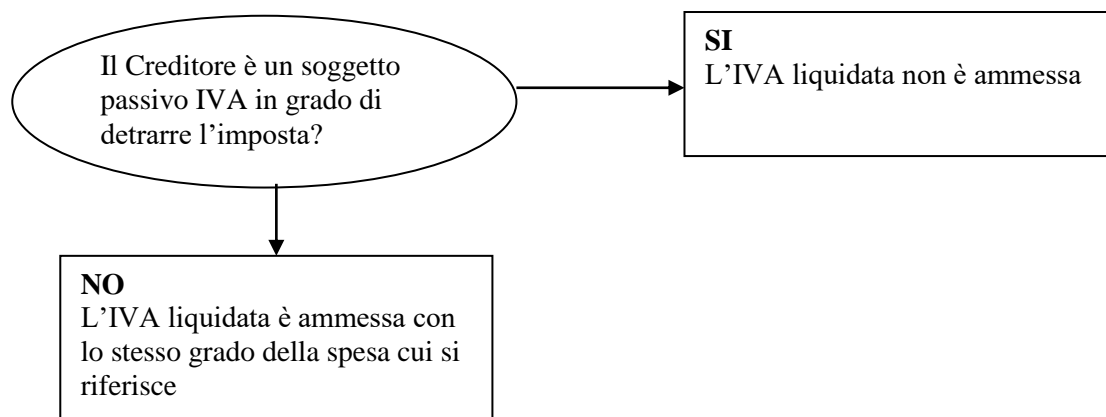 Il Creditore è un soggetto
passivo IVA in grado di
detrarre l’imposta?
SI
L’IVA liquidata non è ammessa
NO
L’IVA liquidata è ammessa con
lo stesso grado della spesa cui si
riferisce